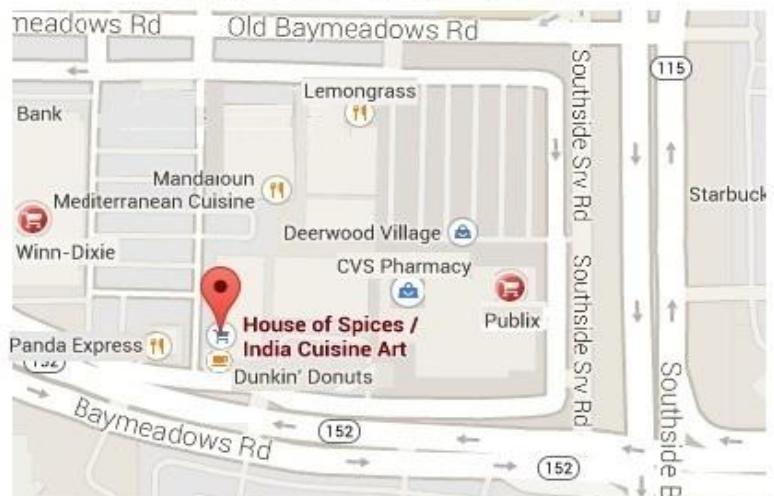 meadows Rd
Old Baymeadows Rd
115
Southside Srv Rd
Lemongrass
Bank
Mandaloun
Mediterranean Cuisine
Starbuck
Deerwood Village
Winn-Dixie
CVS Pharmacy
Southside Srv Rd
Publix
House of Spices /
India Cuisine Art
Panda Express
152
Dunkin' Donuts
Baymeadows Rd
152
152
Southside B